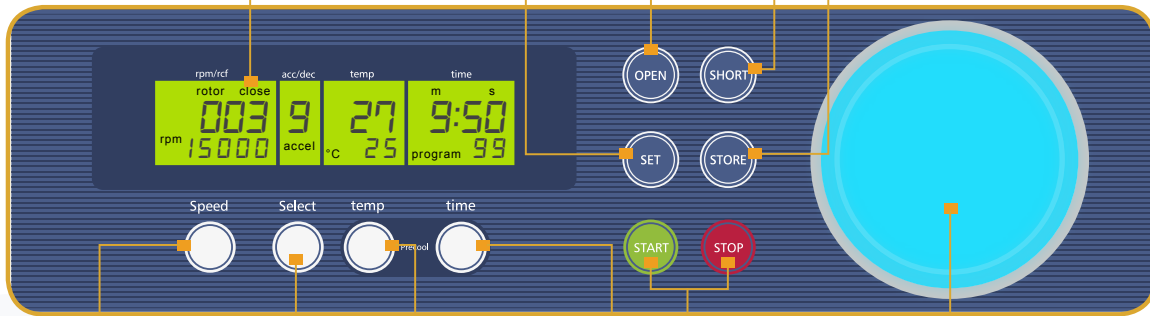 rpm/rcf acc/dec temp time
rotor close m s
003 9 27 9:50
rpm 15000 accel °C 25 program 99
Speed Select temp time
Precool
OPEN SHORT
SET STORE
START STOP